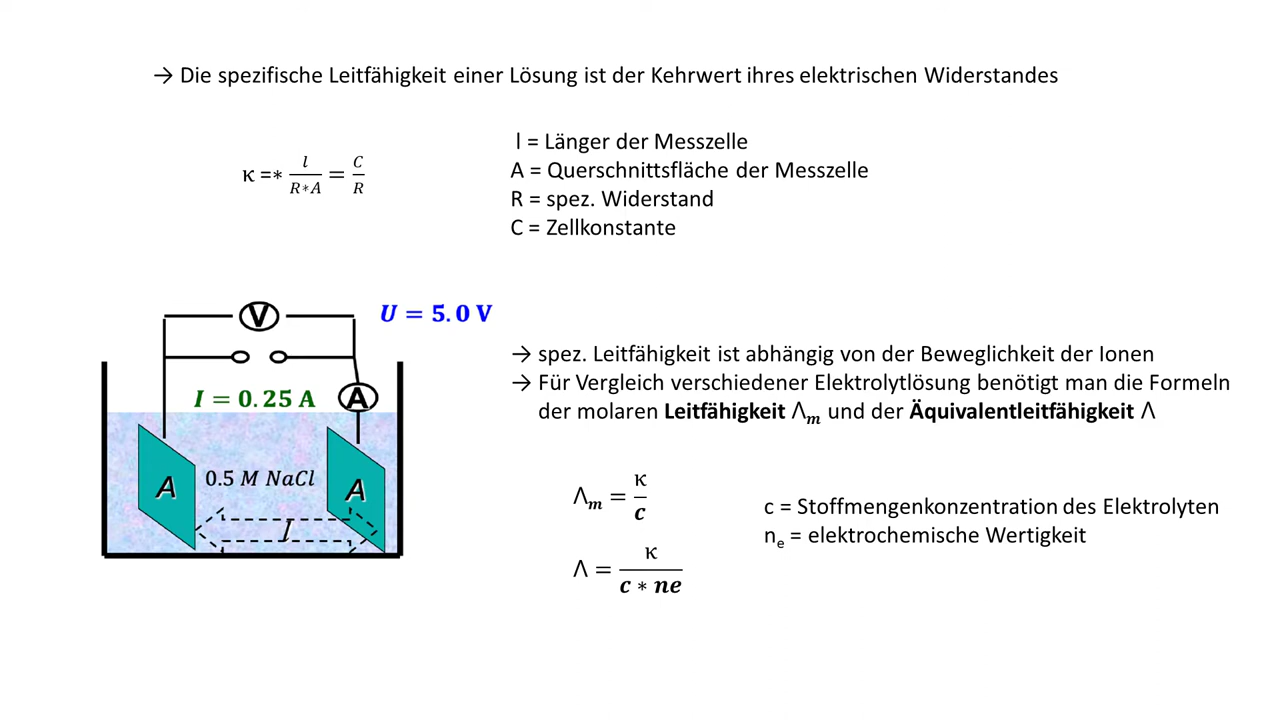 → Die spezifische Leitfähigkeit einer Lösung ist der Kehrwert ihres elektrischen Widerstandes
κ =* l/(R*A) = C/R
l = Länger der Messzelle
A = Querschnittsfläche der Messzelle
R = spez. Widerstand
C = Zellkonstante
V
U = 5.0 V
I = 0.25 A
A
0.5 M NaCl
A
A
l
→ spez. Leitfähigkeit ist abhängig von der Beweglichkeit der Ionen
→ Für Vergleich verschiedener Elektrolytlösung benötigt man die Formeln
der molaren Leitfähigkeit Λm und der Äquivalentleitfähigkeit Λ
Λm = κ/c
Λ = κ/(c * ne)
c = Stoffmengenkonzentration des Elektrolyten
ne = elektrochemische Wertigkeit